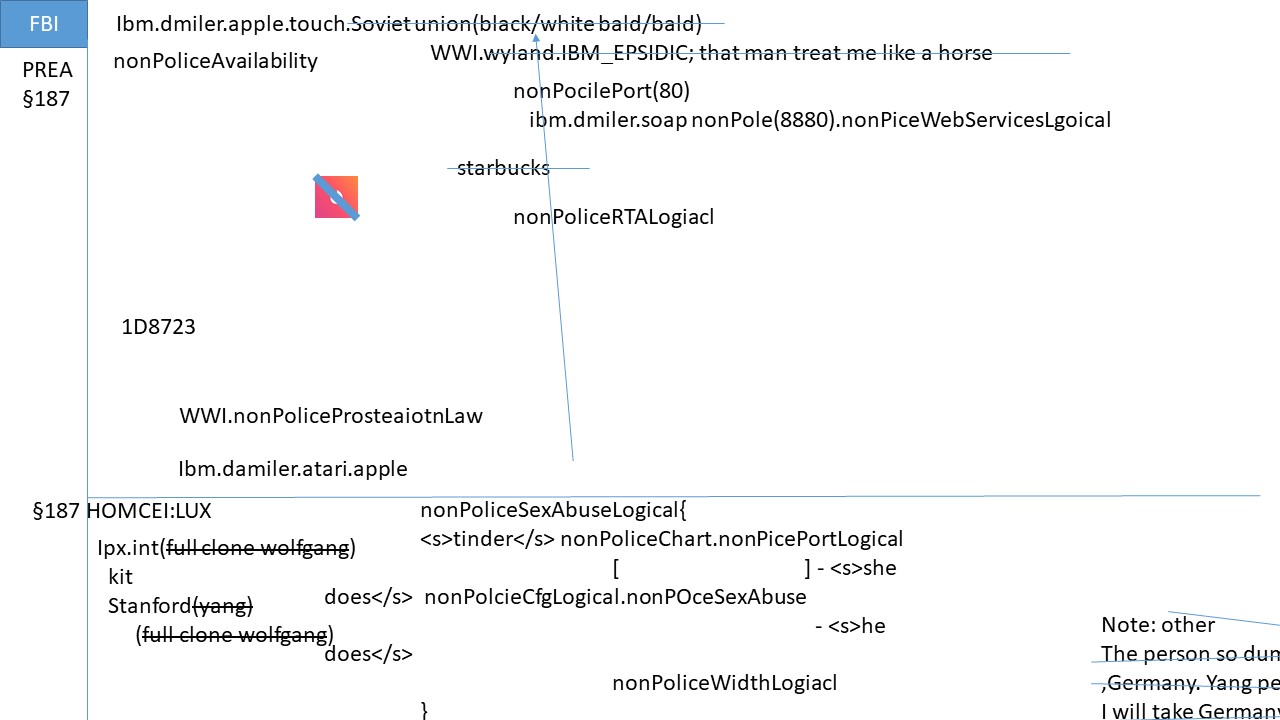 FBI
Ibm.dmiler.apple.touch.Soviet union(black/white bald/bald)
WWI.wyland.IBM_EPSIDIC; that man treat me like a horse
nonPoliceAvailability
PREA
§187
nonPocilePort(80)
ibm.dmiler.soap nonPole(8880).nonPiceWebServicesLgoical
starbucks
nonPoliceRTALogiacl
1D8723
WWI.nonPoliceProsteaiotnLaw
Ibm.damiler.atari.apple
§187 HOMCEI:LUX
Ipx.int(full clone wolfgang)
kit
Stanford(yang)
(full clone wolfgang)
nonPoliceSexAbuseLogical{
<s>tinder</s> nonPoliceChart.nonPicePortLogical
[ ] - <s>she
does</s> nonPolcieCfgLogical.nonPOceSexAbuse
- <s>he
does</s>
nonPoliceWidthLogiacl
}
Note: other
The person so dum
,Germany. Yang pe
I will take Germany